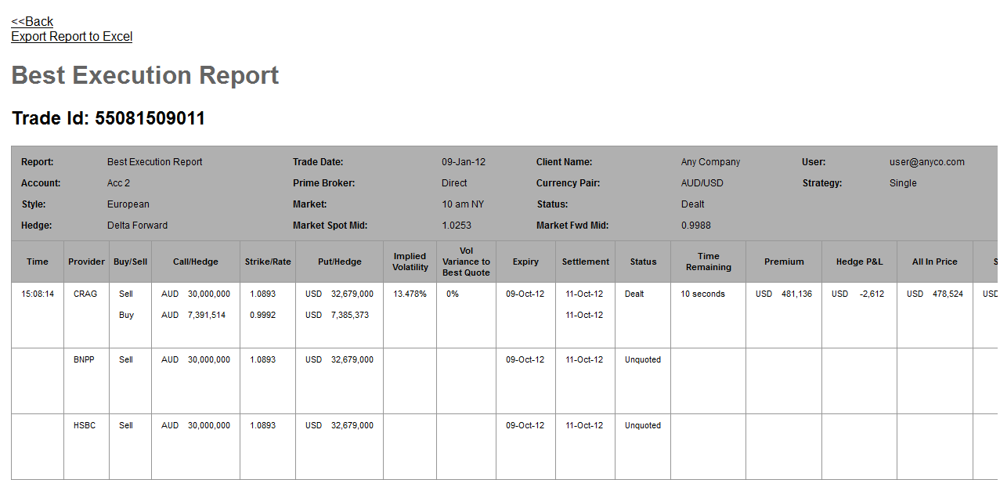 <<Back
Export Report to Excel
Best Execution Report
Trade Id: 55081509011
Report: Best Execution Report Trade Date: 09-Jan-12 Client Name: Any Company User: user@anyco.com
Account: Acc 2 Prime Broker: Direct Currency Pair: AUD/USD Strategy: Single
Style: European Market: 10 am NY Status: Dealt
Hedge: Delta Forward Market Spot Mid: 1.0253 Market Fwd Mid: 0.9988
Time Provider Buy/Sell Call/Hedge Strike/Rate Put/Hedge Implied Volatility Vol Variance to Best Quote Expiry Settlement Status Time Remaining Premium Hedge P&L All In Price S
15:08:14 CRAG Sell AUD 30,000,000 1.0893 USD 32,679,000 13.478% 0% 09-Oct-12 11-Oct-12 Dealt 10 seconds USD 481,136 USD -2,612 USD 478,524 USD
Buy AUD 7,391,514 0.9992 USD 7,385,373 11-Oct-12
BNPP Sell AUD 30,000,000 1.0893 USD 32,679,000 09-Oct-12 11-Oct-12 Unquoted
HSBC Sell AUD 30,000,000 1.0893 USD 32,679,000 09-Oct-12 11-Oct-12 Unquoted